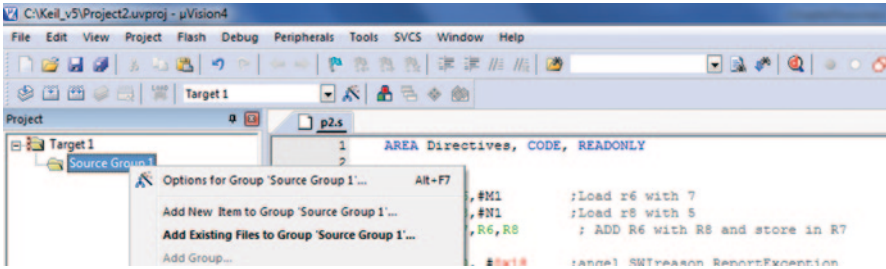 C:\Keil_v5\Project2.uvproj - µVision4
File Edit View Project Flash Debug Peripherals Tools SVCS Window Help
Target 1
Project p2.s
Target 1
Source Group 1
1 AREA Directives, CODE, READONLY
2
Options for Group 'Source Group 1'... Alt+F7
,#M1 ;Load r6 with 7
Add New Item to Group 'Source Group 1'... ,#N1 ;Load r8 with 5
Add Existing Files to Group 'Source Group 1'... ,R6,R8 ; ADD R6 with R8 and store in R7
Add Group... , #0x18 ;angel_SWIreason_ReportException